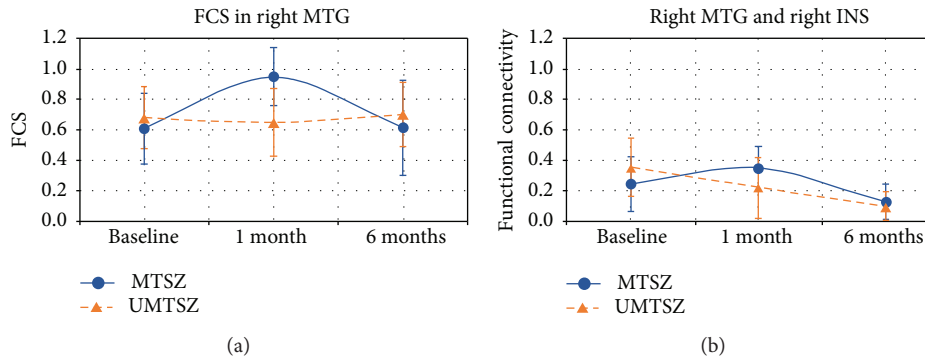 FCS in right MTG
1.2
1.0
0.8
0.6
0.4
0.2
0.0
FCS
Baseline 1 month 6 months
MTSZ
UMTSZ
(a)
Right MTG and right INS
1.2
1.0
0.8
0.6
0.4
0.2
0.0
Functional connectivity
Baseline 1 month 6 months
MTSZ
UMTSZ
(b)